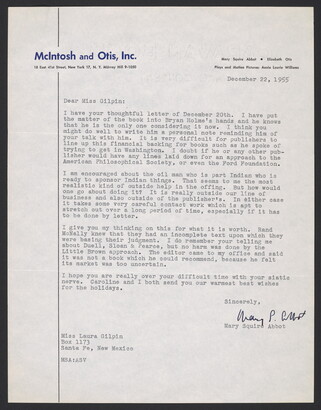 McIntosh and Otis, Inc.
18 East 41st Street, New York 17, N. Y. MUrray Hill 9-1050
Mary Squire Abbot • Elizabeth Otis
Plays and Motion Pictures: Annie Laurie Williams
December 22, 1955
Dear Miss Gilpin:
I have your thoughtful letter of December 20th. I have put
the matter of the book into Bryan Holme's hands and he knows
that he is the only one considering it now. I think you
might do well to write him a personal note reminding him of
your talk with him. It is very difficult for publishers to
line up this financing backing for books such as he spoke of
trying to get in Washington. I doubt if he or any other pub-
lisher would have any lines laid down for an approach to the
American Philosophical Society, or even the Ford Foundation.
I am encouraged about the oil man who is part Indian who is
ready to sponsor Indian things. That seems to me the most
realistic kind of outside help in the offing. But how would
one go about doing it? It is really outside our line of
business and also outside of the publisher's. In either case
it takes some very careful contact work which is apt to
stretch out over a long period of time, especially if it has
to be done by letter.
I give you my thinking on this for what it is worth. Rand
McNally knew that they had an incomplete text upon which they
were basing their judgment. I do remember your telling me
about Duell, Sloan & Pearce, but no harm was done by the
Little Brown approach. The editor came to my office and said
it was not a book which he could recommend, because he felt
its market was too uncertain.
I hope you are really over your difficult time with your sciatic
nerve. Caroline and I both send you our warmest best wishes
for the holidays.
Sincerely,
Mary S. Abbot
Mary Squire Abbot
Miss Laura Gilpin
Box 1173
Santa Fe, New Mexico
MSA:ASV